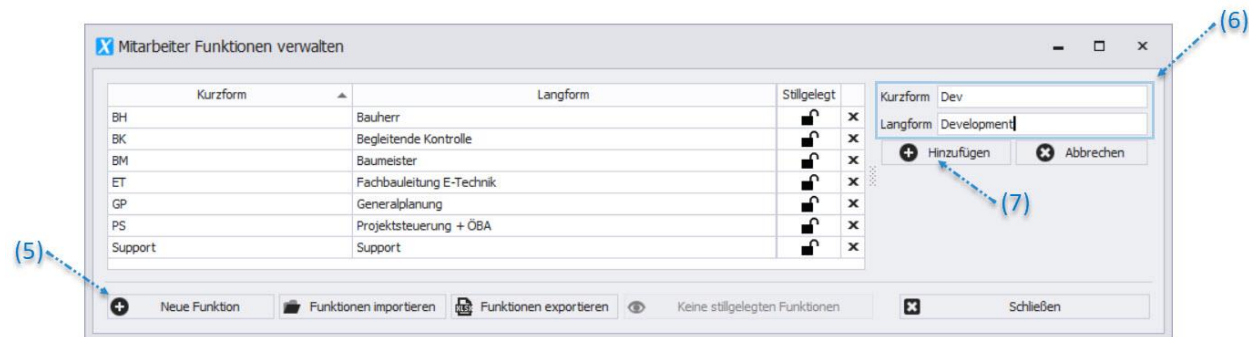 (6)
Mitarbeiter Funktionen verwalten
Kurzform Langform Stillgelegt
BH Bauherr
BK Begleitende Kontrolle
BM Baumeister
ET Fachbauleitung E-Technik
GP Generalplanung
PS Projektsteuerung + ÖBA
Support Support
Kurzform Dev
Langform Development
Hinzufügen Abbrechen
(7)
(5)
Neue Funktion Funktionen importieren XLSX Funktionen exportieren Keine stillgelegten Funktionen Schließen